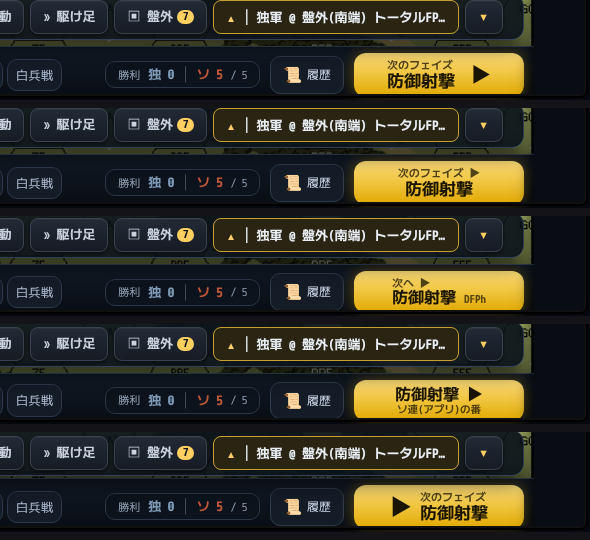 動 » 駆け足 ▣ 盤外 7 ▲ | 独軍 @ 盤外(南端) トータルFP… ▼
白兵戦 勝利 独 0 ソ 5 / 5 📜 履歴 次のフェイズ
防御射撃 ▶
動 » 駆け足 ▣ 盤外 7 ▲ | 独軍 @ 盤外(南端) トータルFP… ▼
白兵戦 勝利 独 0 ソ 5 / 5 📜 履歴 次のフェイズ ▶
防御射撃
動 » 駆け足 ▣ 盤外 7 ▲ | 独軍 @ 盤外(南端) トータルFP… ▼
白兵戦 勝利 独 0 ソ 5 / 5 📜 履歴 次へ ▶
防御射撃 DFPh
動 » 駆け足 ▣ 盤外 7 ▲ | 独軍 @ 盤外(南端) トータルFP… ▼
白兵戦 勝利 独 0 ソ 5 / 5 📜 履歴 防御射撃 ▶
ソ連(アプリ)の番
動 » 駆け足 ▣ 盤外 7 ▲ | 独軍 @ 盤外(南端) トータルFP… ▼
白兵戦 勝利 独 0 ソ 5 / 5 📜 履歴 ▶ 次のフェイズ
防御射撃